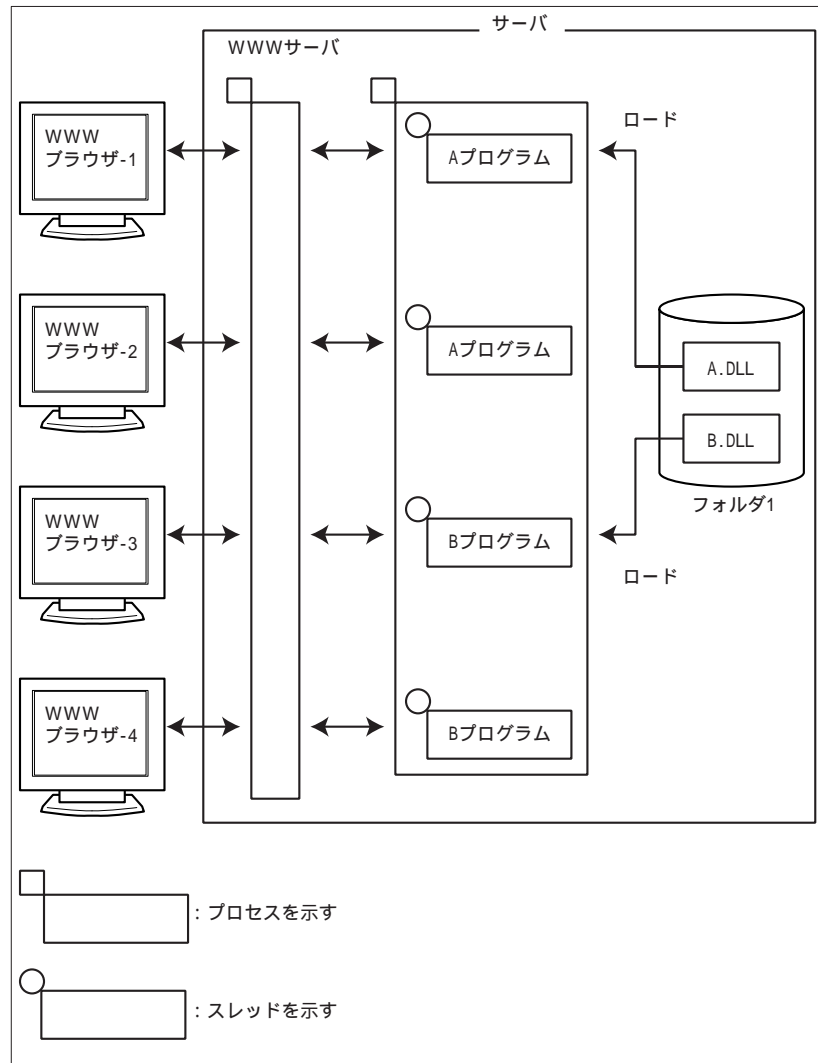 サーバ
WWWサーバ
WWW
ブラウザ-1
Aプログラム
ロード
WWW
ブラウザ-2
Aプログラム
A.DLL
B.DLL
フォルダ1
WWW
ブラウザ-3
Bプログラム
ロード
WWW
ブラウザ-4
Bプログラム
：プロセスを示す
：スレッドを示す